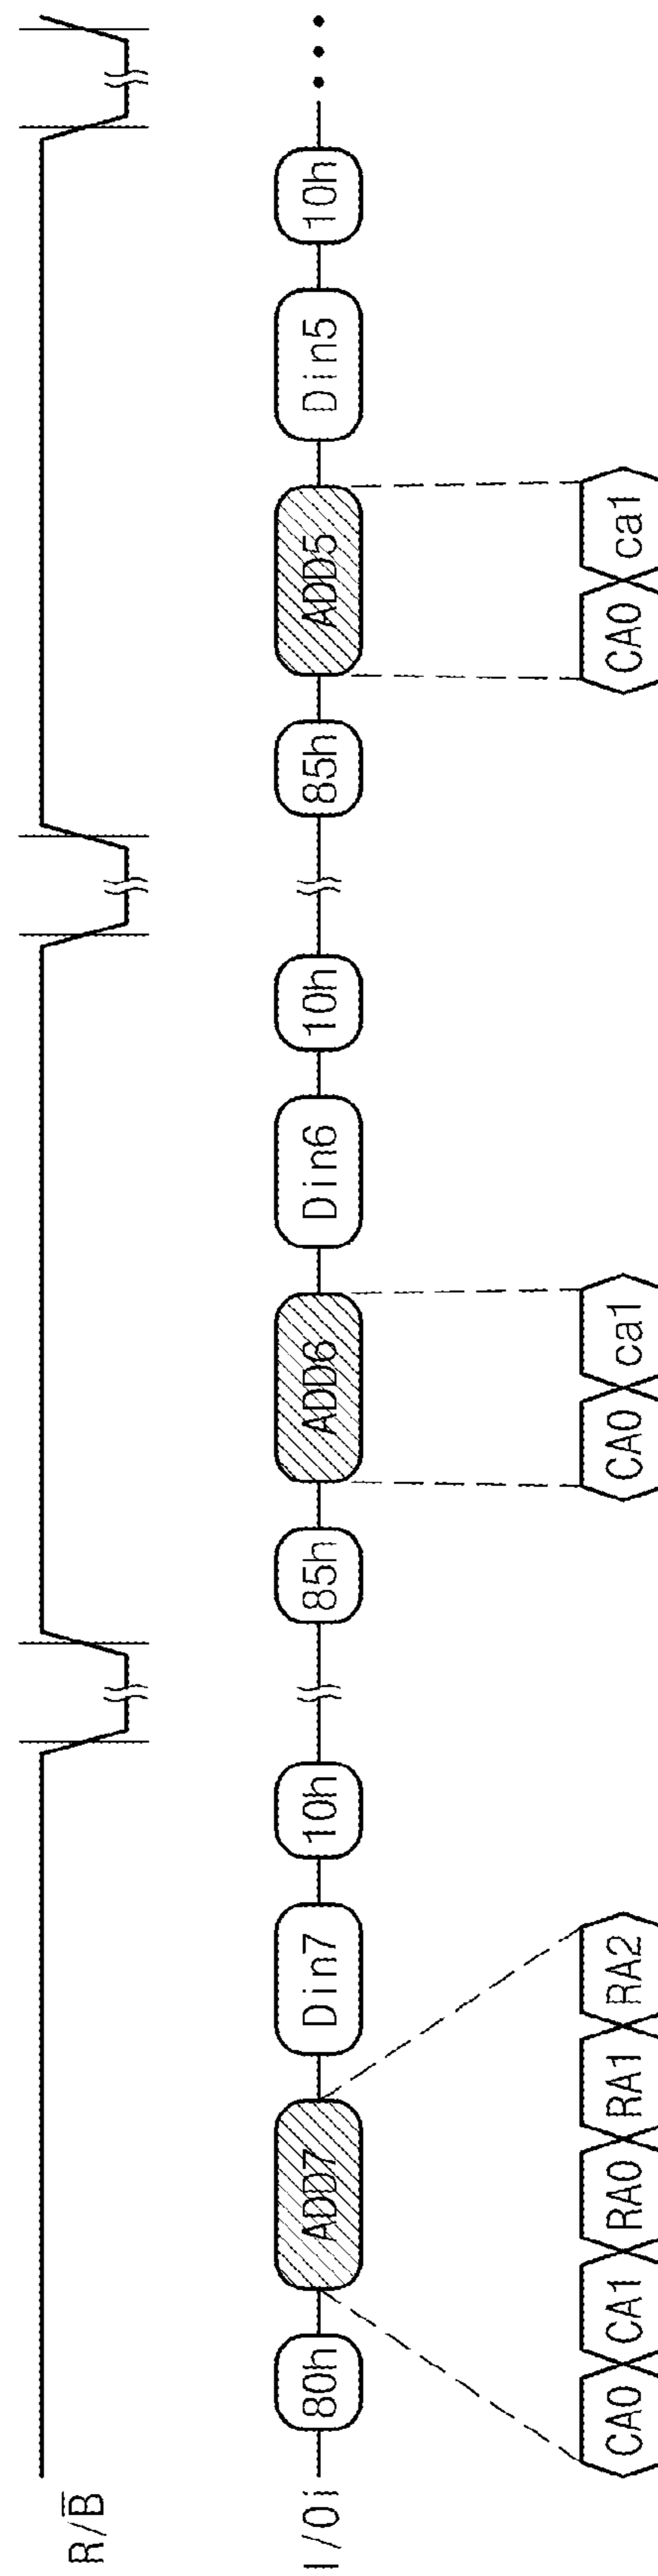 R/B̅
I/Oi 80h ADD7 Din7 10h 85h ADD6 Din6 10h 85h ADD5 Din5 10h
CA0 CA1 RA0 RA1 RA2 CA0 ca1 CA0 ca1